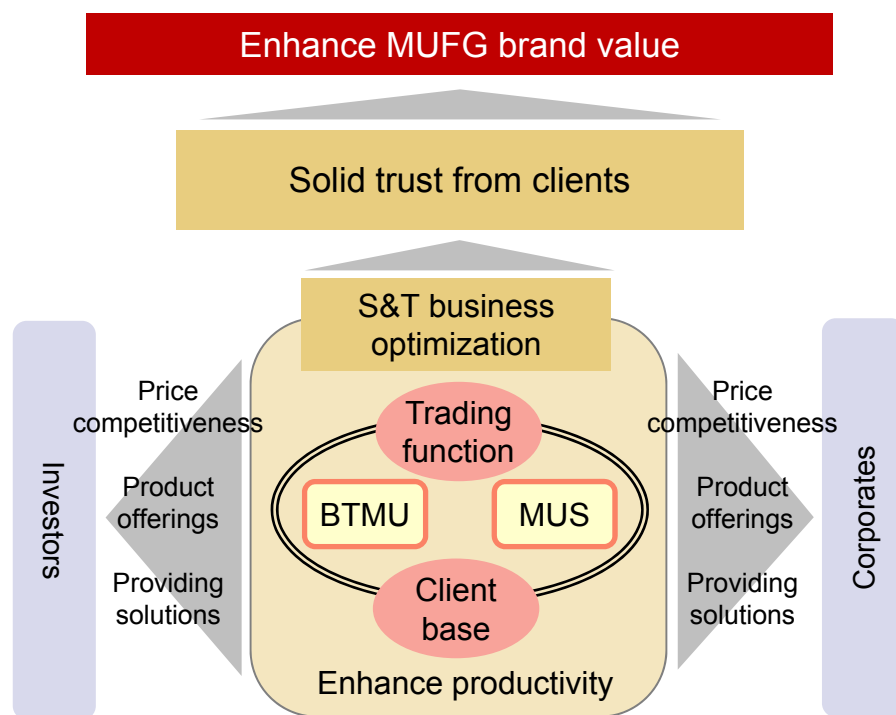 Enhance MUFG brand value
Solid trust from clients
S&T business
optimization
Investors
Price
competitiveness
Product
offerings
Providing
solutions
Trading
function
BTMU
MUS
Client
base
Enhance productivity
Price
competitiveness
Product
offerings
Providing
solutions
Corporates